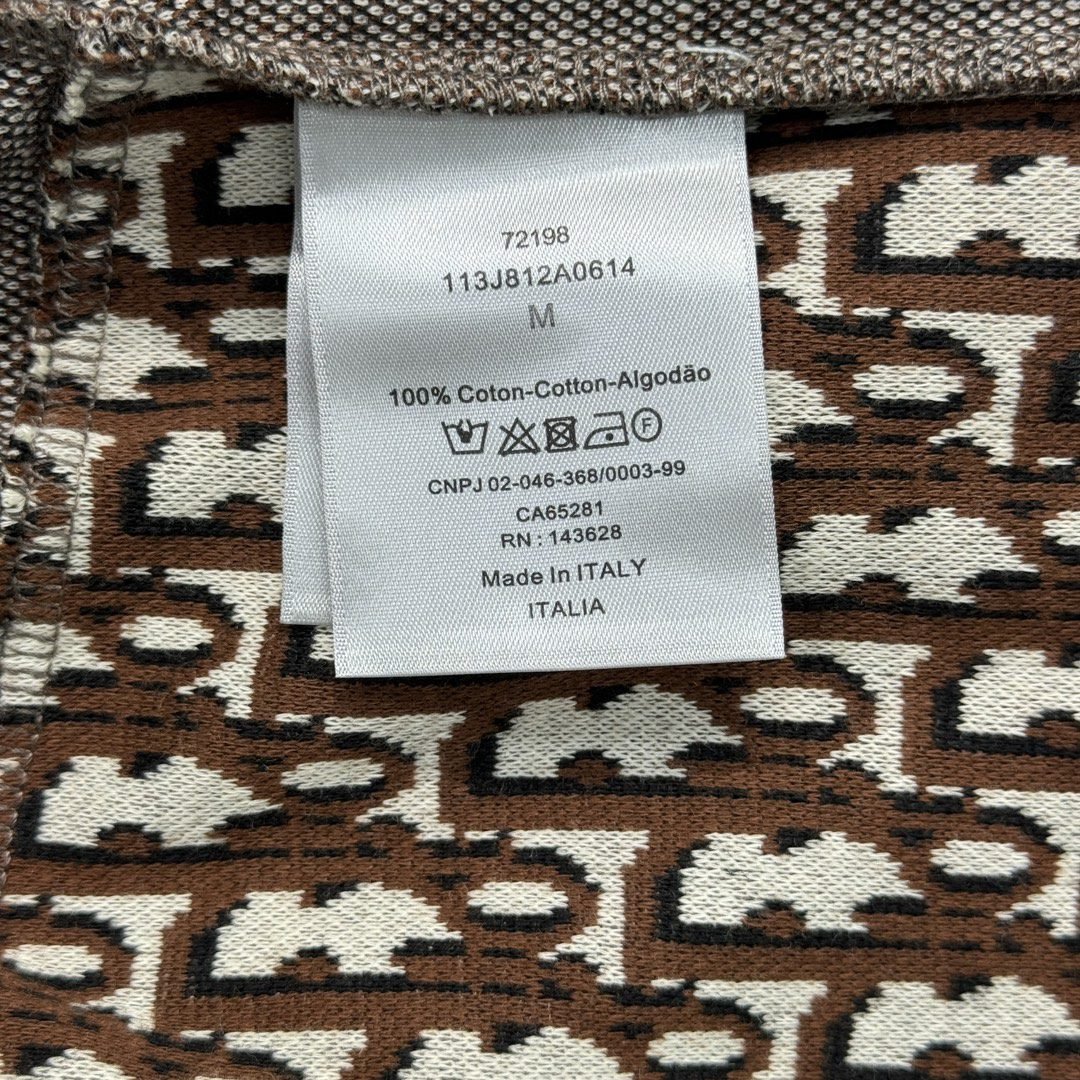 72198
113J812A0614
M
100% Coton-Cotton-Algodão
F
CNPJ 02-046-368/0003-99
CA65281
RN : 143628
Made In ITALY
ITALIA